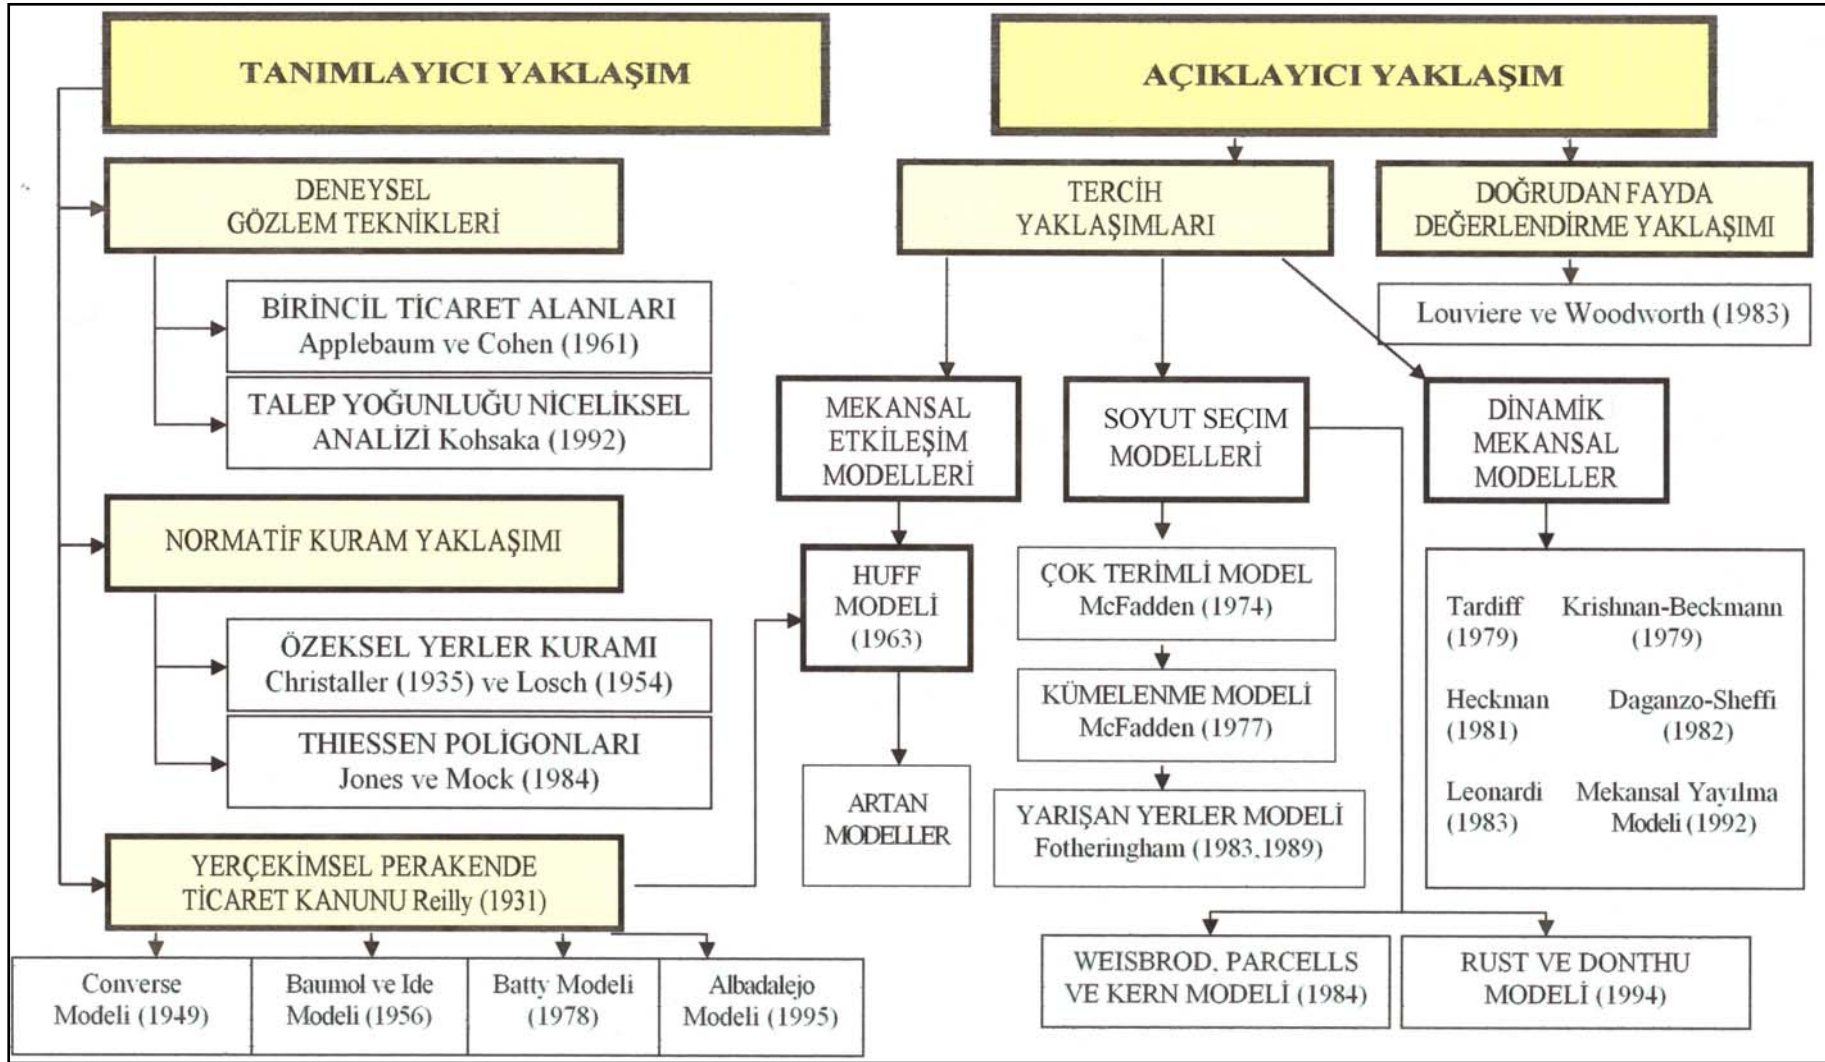 TANIMLAYICI YAKLAŞIM
DENEYSEL
GÖZLEM TEKNİKLERİ
BİRİNCİL TİCARET ALANLARI
Applebaum ve Cohen (1961)
TALEP YOĞUNLUĞU NİCELİKSEL
ANALİZİ Kohsaka (1992)
NORMATİF KURAM YAKLAŞIMI
ÖZEKSEL YERLER KURAMI
Christaller (1935) ve Losch (1954)
THIESSEN POLİGONLARI
Jones ve Mock (1984)
YERÇEKİMSEL PERAKENDE
TİCARET KANUNU Reilly (1931)
Converse
Modeli (1949)
Baumol ve Ide
Modeli (1956)
Batty Modeli
(1978)
Albadalejo
Modeli (1995)
AÇIKLAYICI YAKLAŞIM
TERCİH
YAKLAŞIMLARI
DOĞRUDAN FAYDA
DEĞERLENDİRME YAKLAŞIMI
Louviere ve Woodworth (1983)
MEKANSAL
ETKİLEŞİM
MODELLERİ
HUFF
MODELİ
(1963)
ARTAN
MODELLER
SOYUT SEÇIM
MODELLERİ
ÇOK TERİMLİ MODEL
McFadden (1974)
KÜMELENME MODELİ
McFadden (1977)
YARIŞAN YERLER MODELİ
Fotheringham (1983,1989)
WEISBROD, PARCELLS
VE KERN MODELİ (1984)
RUST VE DONTHU
MODELİ (1994)
DİNAMİK
MEKANSAL
MODELLER
Tardiff
(1979)
Krishnan-Beckmann
(1979)
Heckman
(1981)
Daganzo-Sheffi
(1982)
Leonardi
(1983)
Mekansal Yayılma
Modeli (1992)